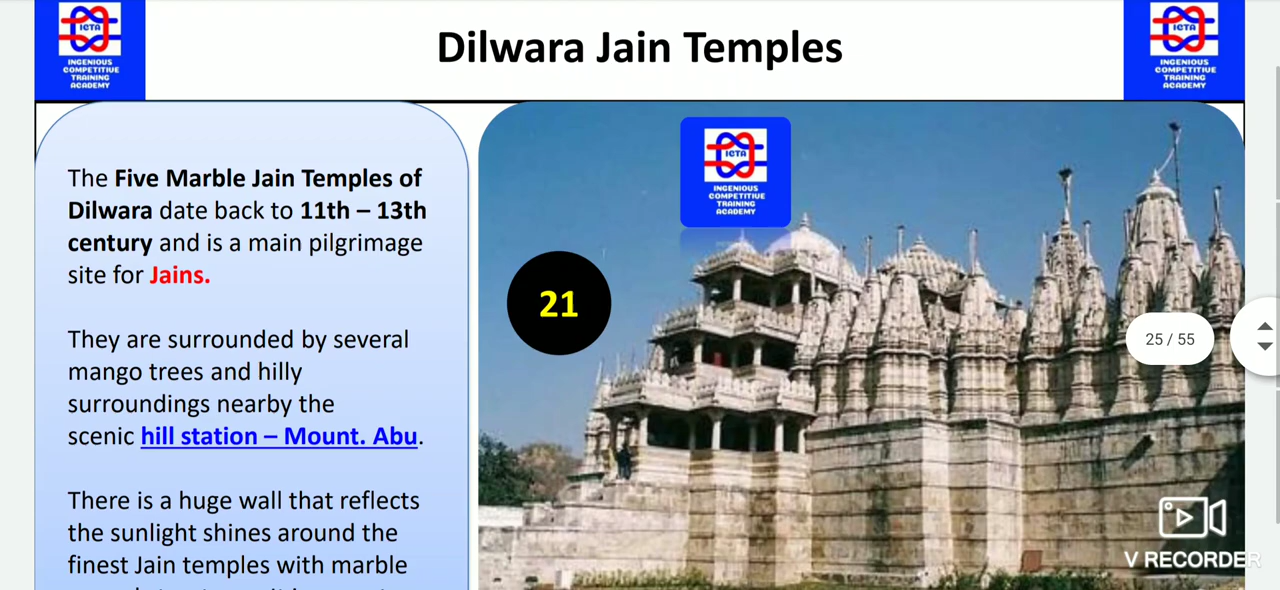 ICTA
INGENIOUS
COMPETITIUE
TRAINING
ACADEMY
Dilwara Jain Temples
ICTA
INGENIOUS
COMPETITIUE
TRAINING
ACADEMY
The Five Marble Jain Temples of
Dilwara date back to 11th – 13th
century and is a main pilgrimage
site for Jains.
They are surrounded by several
mango trees and hilly
surroundings nearby the
scenic hill station – Mount. Abu.
There is a huge wall that reflects
the sunlight shines around the
finest Jain temples with marble
ICTA
INGENIOUS
COMPETITIUE
TRAINING
ACADEMY
21
25 / 55
V RECORDER